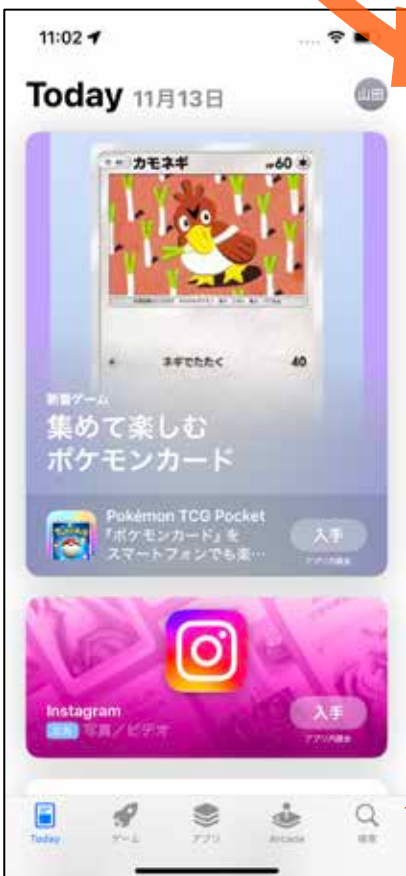 11:02
Today 11月13日
山田
カモネギ
60
ネギでたたく 40
新着ゲーム
集めて楽しむ
ポケモンカード
Pokémon TCG Pocket
『ポケモンカード』を
スマートフォンでも楽…
入手
アプリ内課金
Instagram
広告 写真/ビデオ
入手
アプリ内課金
Today
ゲーム
アプリ
Arcade
検索